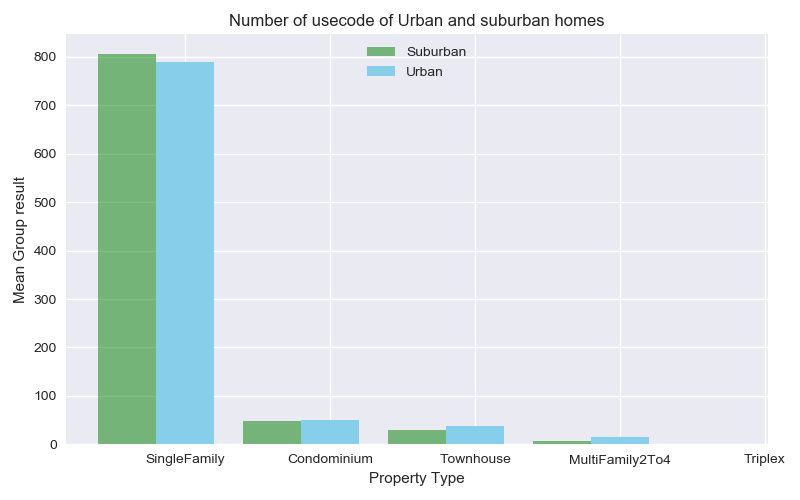 Number of usecode of Urban and suburban homes
Suburban
Urban
800
700
600
500
400
300
200
100
0
Mean Group result
SingleFamily Condominium Townhouse MultiFamily2To4 Triplex
Property Type